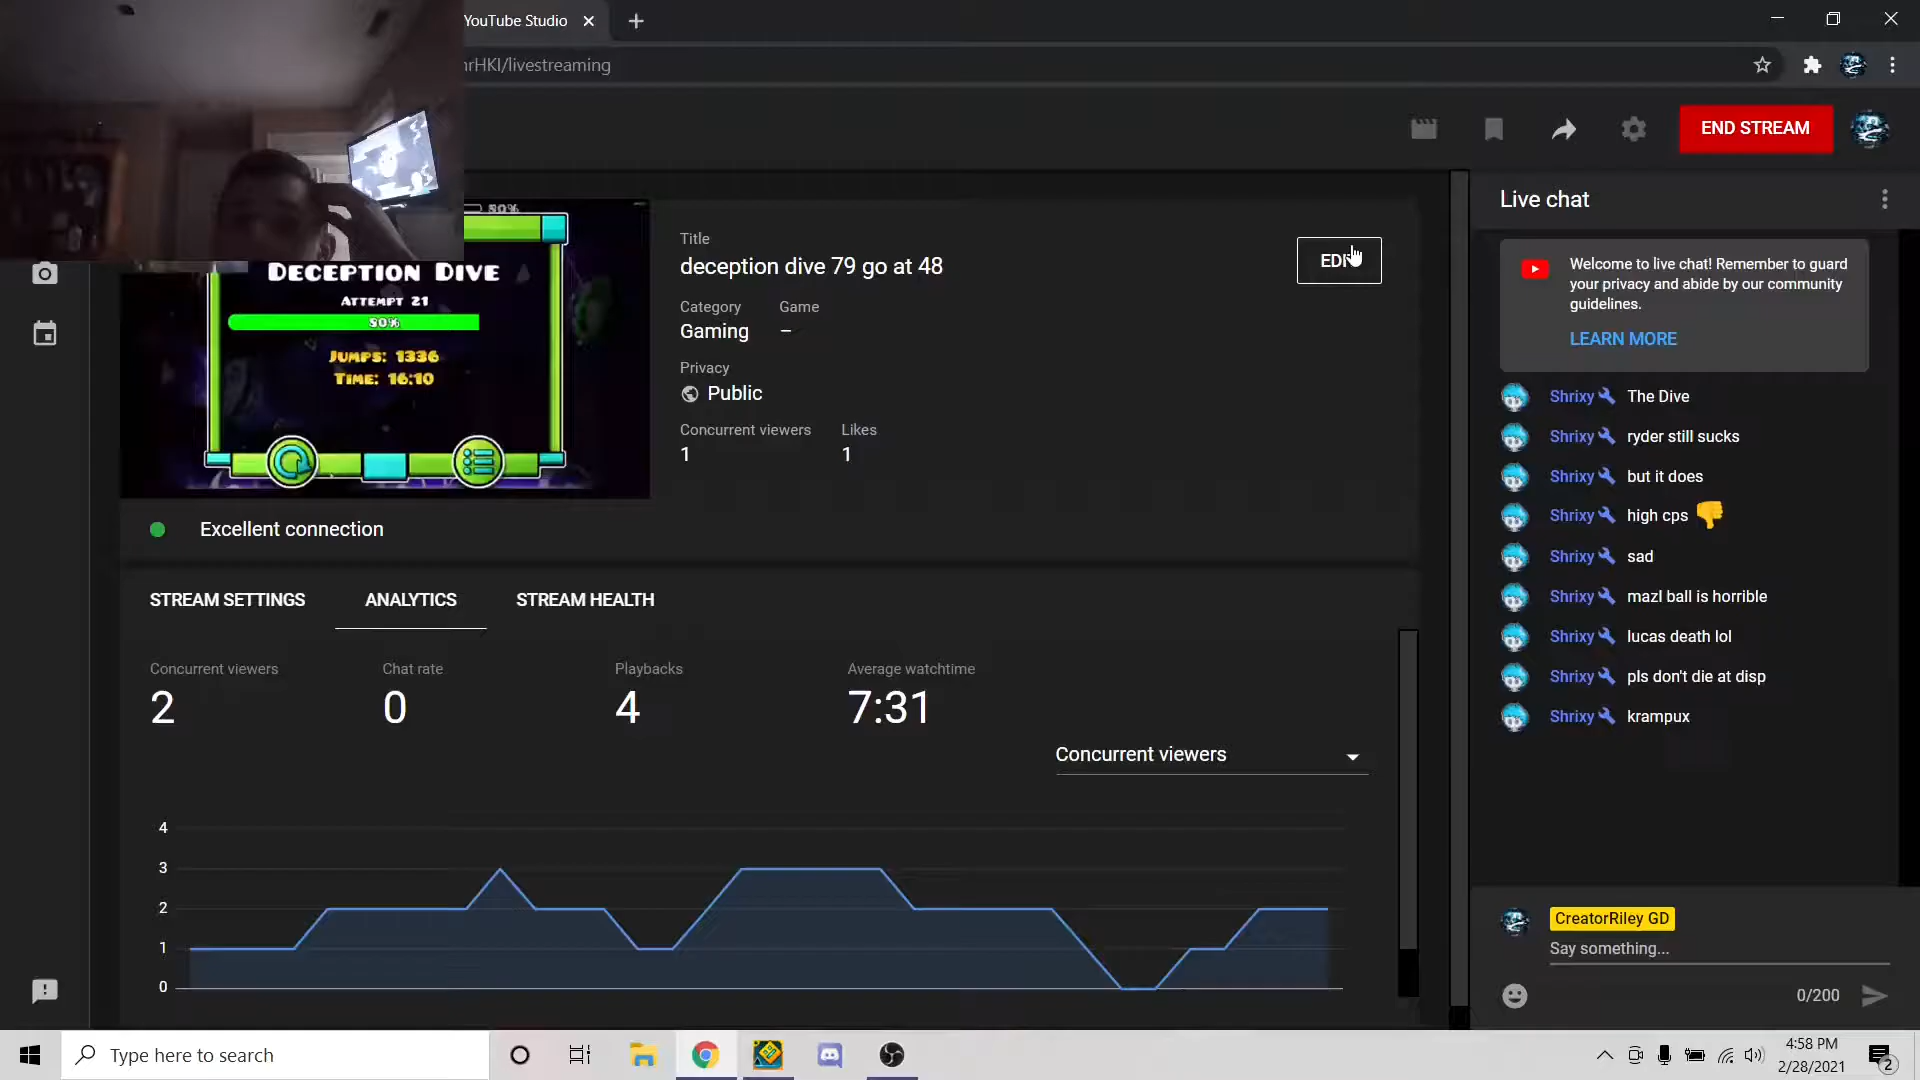 YouTube Studio
nrHKI/livestreaming
END STREAM
50%
DECEPTION DIVE
ATTEMPT 21
50%
JUMPS: 1336
TIME: 16:10
Title
deception dive 79 go at 48
EDIT
Category
Game
Gaming
–
Privacy
Public
Concurrent viewers
Likes
1
1
Excellent connection
STREAM SETTINGS
ANALYTICS
STREAM HEALTH
Concurrent viewers
Chat rate
Playbacks
Average watchtime
2
0
4
7:31
Concurrent viewers
4
3
2
1
0
Live chat
Welcome to live chat! Remember to guard
your privacy and abide by our community
guidelines.
LEARN MORE
Shrixy The Dive
Shrixy ryder still sucks
Shrixy but it does
Shrixy high cps 👎
Shrixy sad
Shrixy mazl ball is horrible
Shrixy lucas death lol
Shrixy pls don't die at disp
Shrixy krampux
CreatorRiley GD
Say something...
0/200
Type here to search
4:58 PM
2/28/2021
2